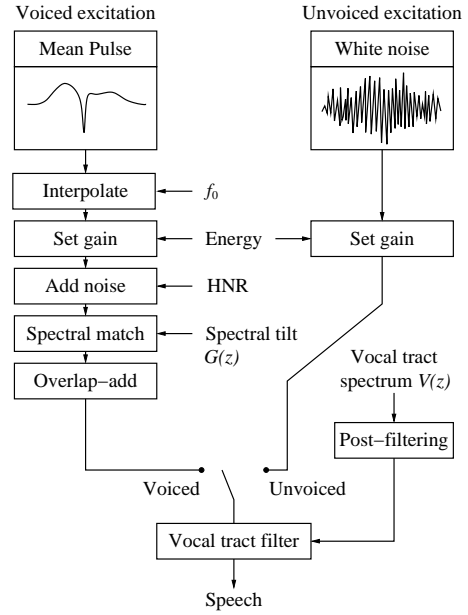 Voiced excitation
Unvoiced excitation
Mean Pulse
White noise
Interpolate
f0
Set gain
Energy
Set gain
Add noise
HNR
Spectral match
Spectral tilt
G(z)
Overlap−add
Vocal tract
spectrum V(z)
Post−filtering
Voiced
Unvoiced
Vocal tract filter
Speech